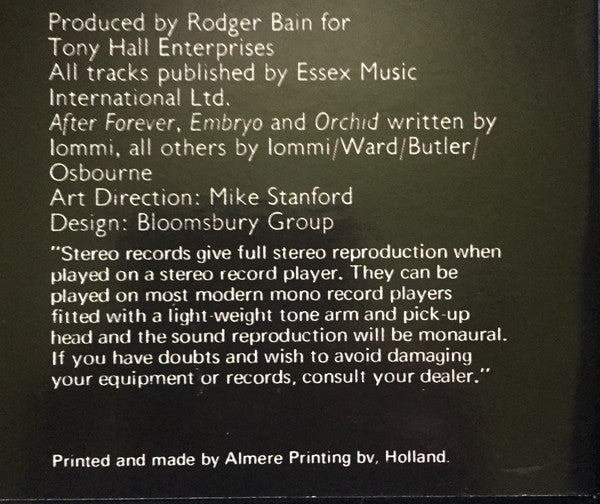 Produced by Rodger Bain for
Tony Hall Enterprises
All tracks published by Essex Music
International Ltd.
After Forever, Embryo and Orchid written by
Iommi, all others by Iommi/Ward/Butler/
Osbourne
Art Direction: Mike Stanford
Design: Bloomsbury Group
"Stereo records give full stereo reproduction when
played on a stereo record player. They can be
played on most modern mono record players
fitted with a light-weight tone arm and pick-up
head and the sound reproduction will be monaural.
If you have doubts and wish to avoid damaging
your equipment or records, consult your dealer."
Printed and made by Almere Printing bv, Holland.